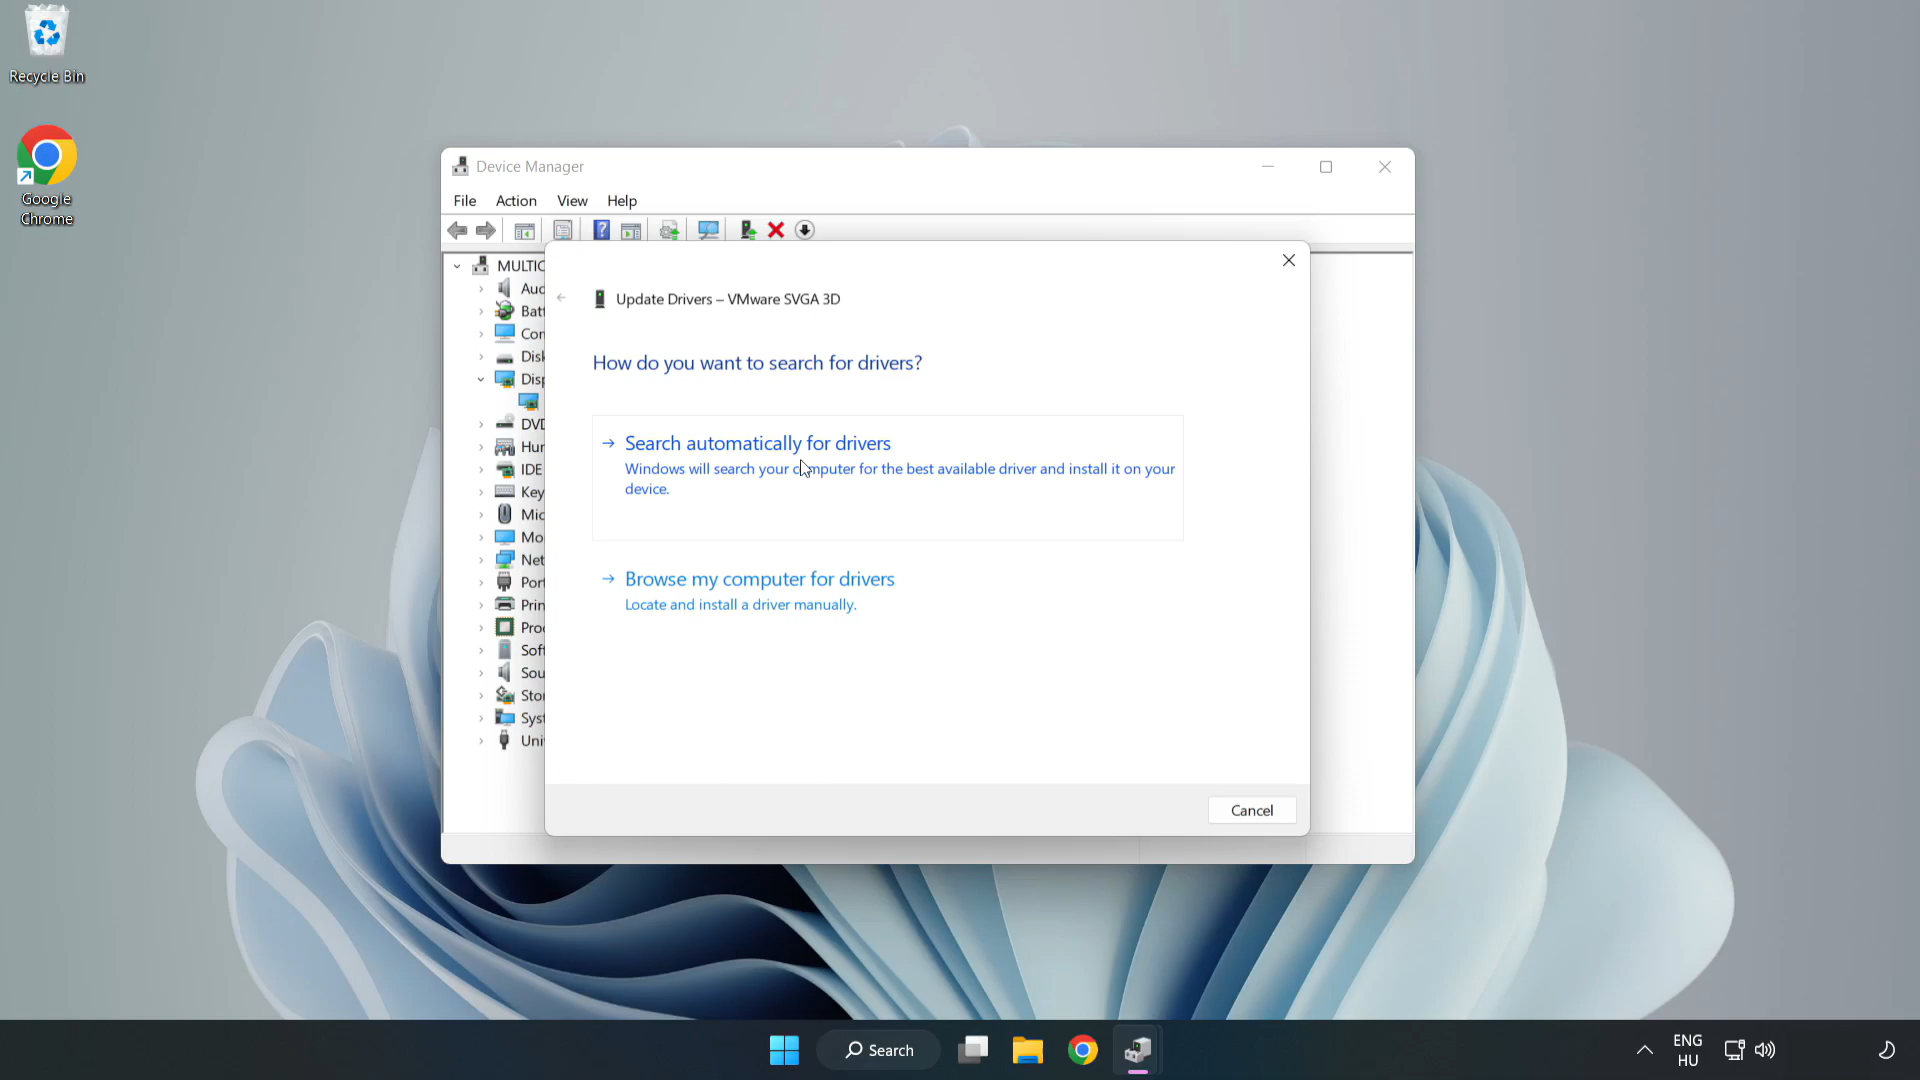 Recycle Bin
Google
Chrome
Device Manager
File Action View Help
MULTIC
Aud
Batt
Com
Disk
Disp
DVD
Hum
IDE
Key
Mic
Mo
Net
Port
Prin
Proc
Soft
Sou
Stor
Syst
Uni
Update Drivers – VMware SVGA 3D
How do you want to search for drivers?
Search automatically for drivers
Windows will search your computer for the best available driver and install it on your
device.
Browse my computer for drivers
Locate and install a driver manually.
Cancel
Search
ENG
HU